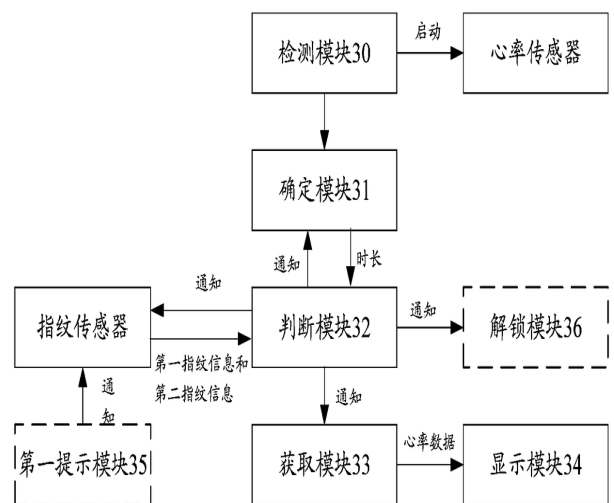 检测模块30
启动
心率传感器
确定模块31
通知
时长
指纹传感器
通知
第一指纹信息和
第二指纹信息
判断模块32
通知
解锁模块36
通
知
第一提示模块35
通知
获取模块33
心率数据
显示模块34